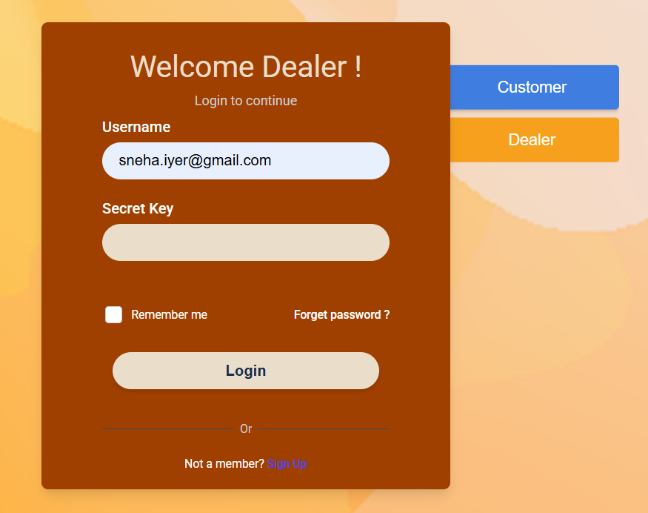 Welcome Dealer !
Login to continue
Username
sneha.iyer@gmail.com
Secret Key
Remember me Forget password ?
Login
Or
Not a member? Sign Up
Customer
Dealer